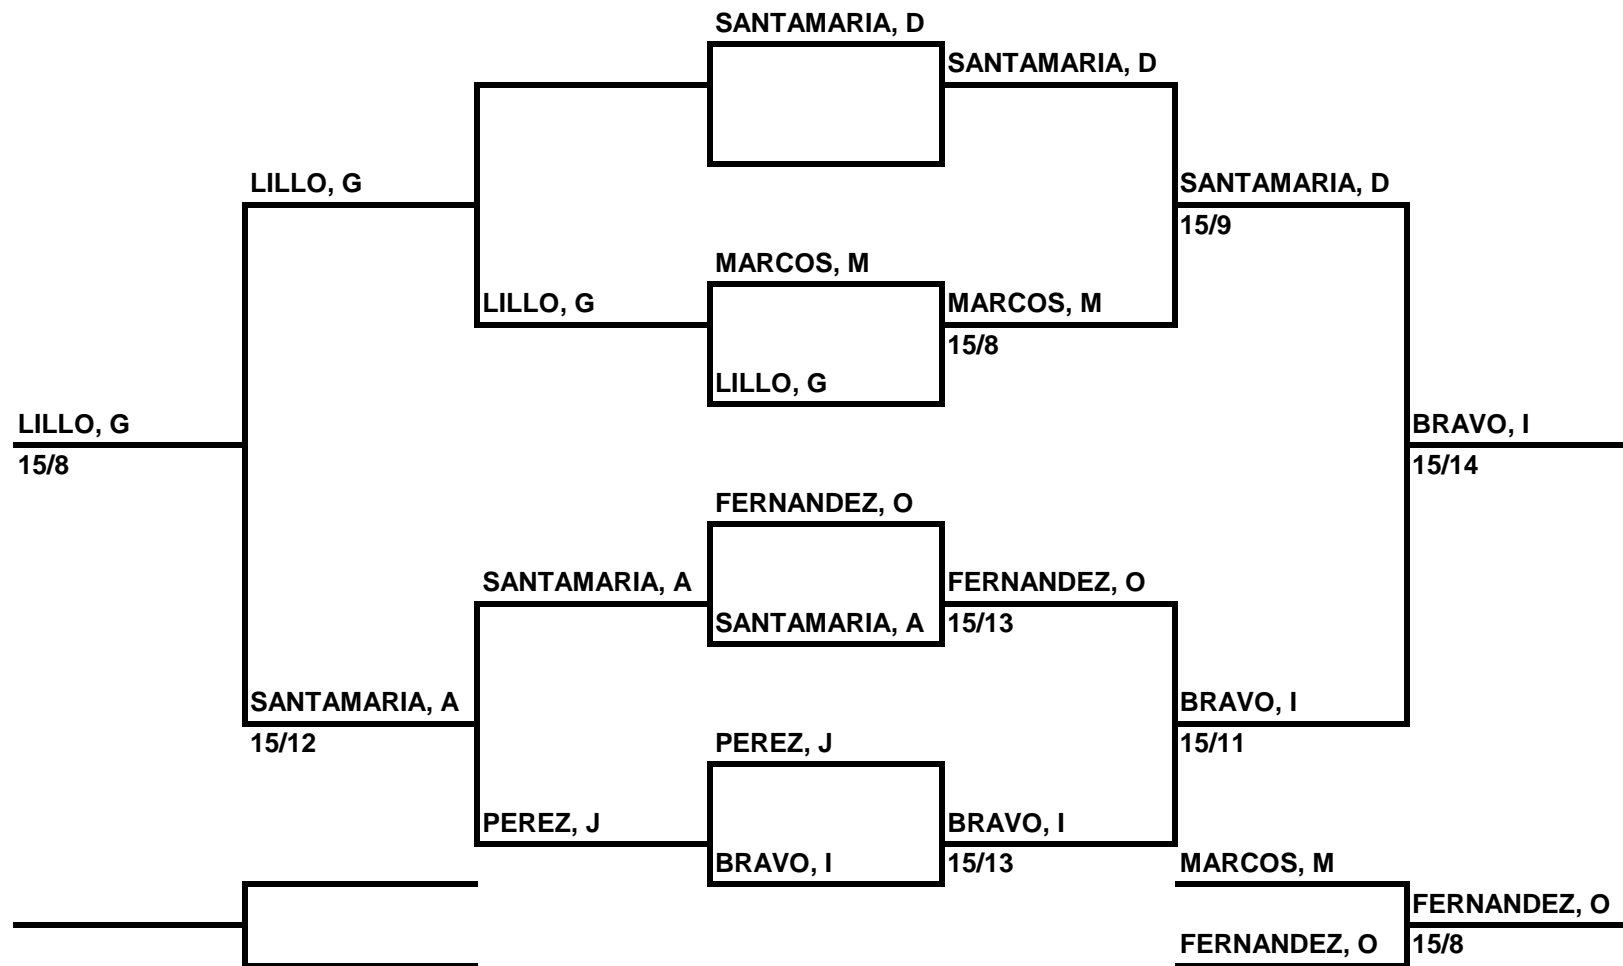 SANTAMARIA, D
SANTAMARIA, D
LILLO, G
SANTAMARIA, D
15/9
MARCOS, M
LILLO, G
MARCOS, M
15/8
LILLO, G
LILLO, G
15/8
BRAVO, I
15/14
FERNANDEZ, O
SANTAMARIA, A
FERNANDEZ, O
SANTAMARIA, A
15/13
SANTAMARIA, A
15/12
BRAVO, I
15/11
PEREZ, J
PEREZ, J
BRAVO, I
BRAVO, I
15/13
MARCOS, M
FERNANDEZ, O
FERNANDEZ, O
15/8